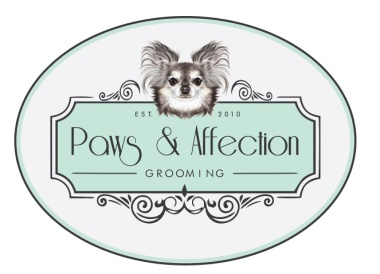 EST. 2010
Paws & Affection
GROOMING